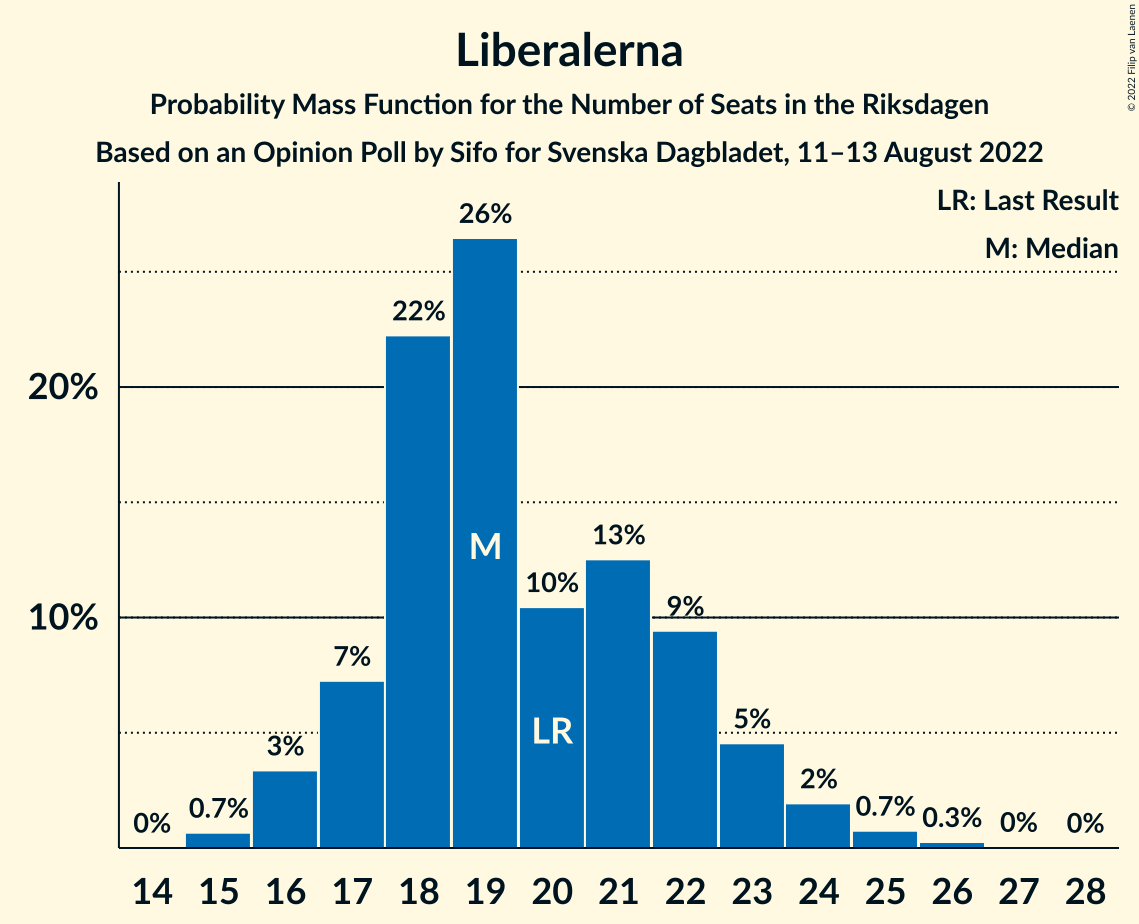 Liberalerna
Probability Mass Function for the Number of Seats in the Riksdagen
Based on an Opinion Poll by Sifo for Svenska Dagbladet, 11–13 August 2022
© 2022 Filip van Laenen
LR: Last Result
M: Median
26%
22%
20%
M
13%
10%
9%
10%
7%
LR
5%
3%
2%
0.7%
0.7%
0.3%
0%
0%
0%
14 15 16 17 18 19 20 21 22 23 24 25 26 27 28